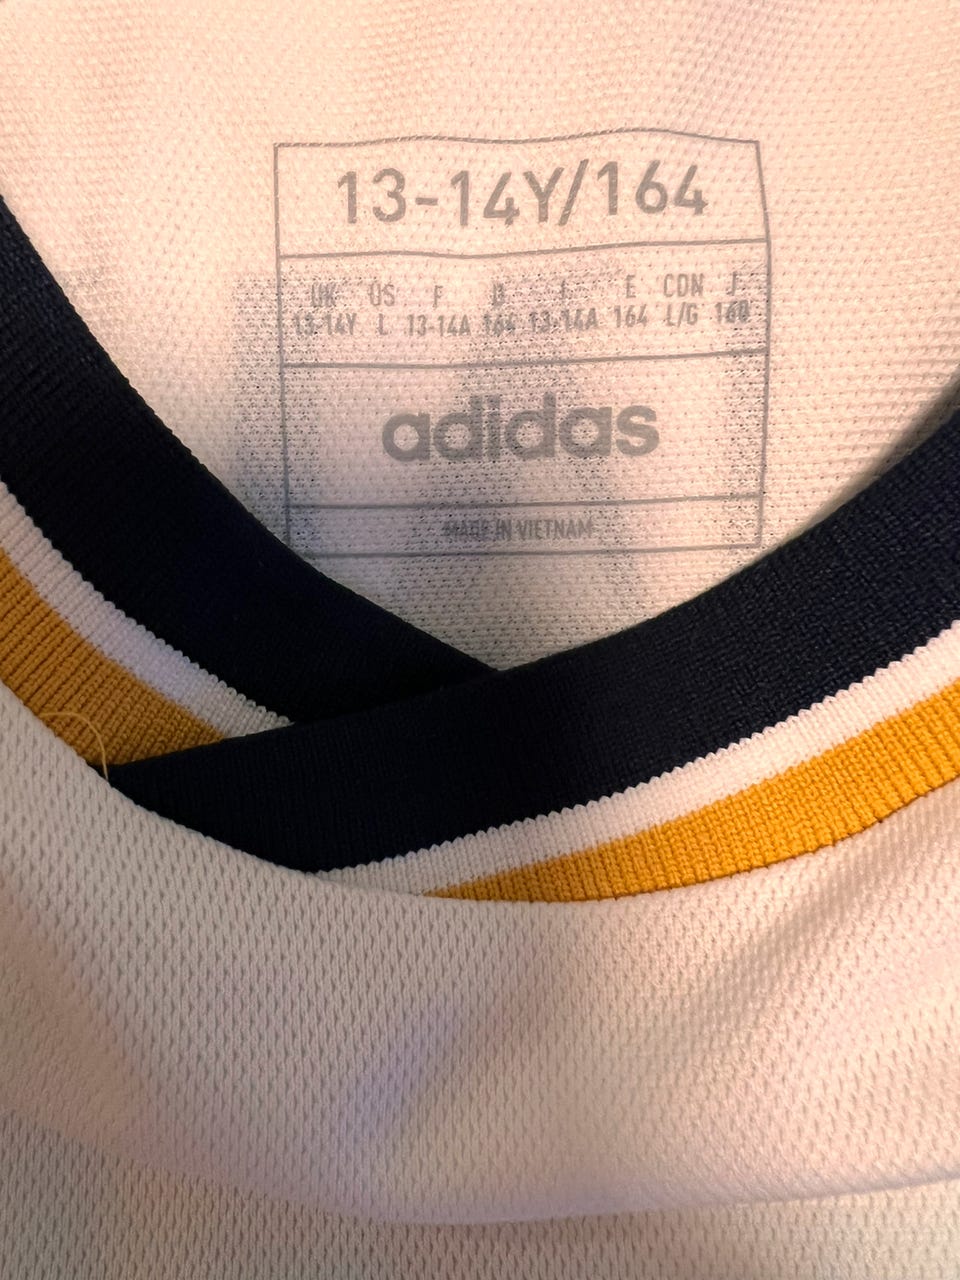 13-14Y/164
UK US F D I E CDN J
13-14Y L 13-14A 164 13-14A 164 L/G 160
adidas
MADE IN VIETNAM